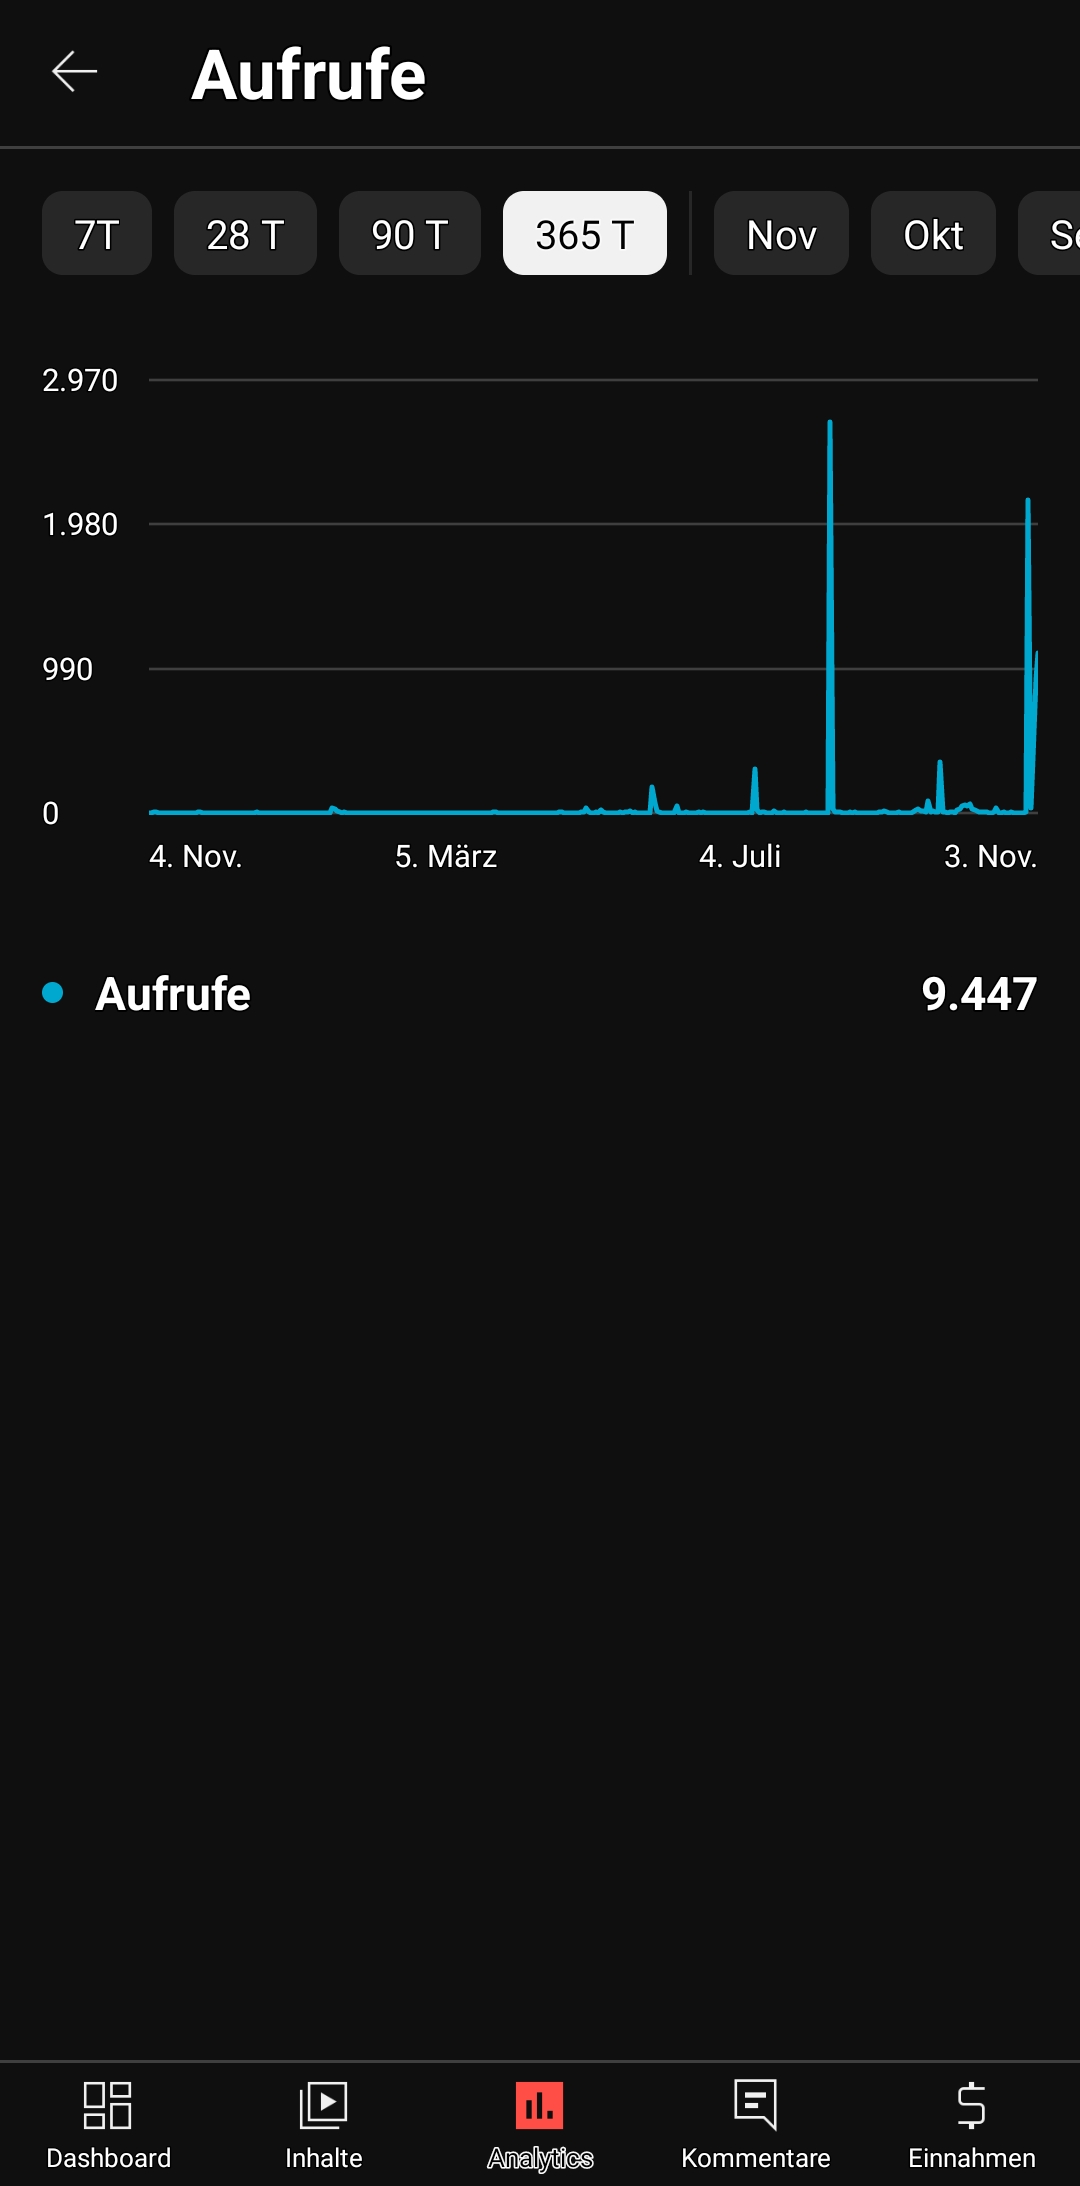 Aufrufe
7T 28 T 90 T 365 T Nov Okt
2.970
1.980
990
0
4. Nov. 5. März 4. Juli 3. Nov.
Aufrufe 9.447
Dashboard Inhalte Analytics Kommentare Einnahmen